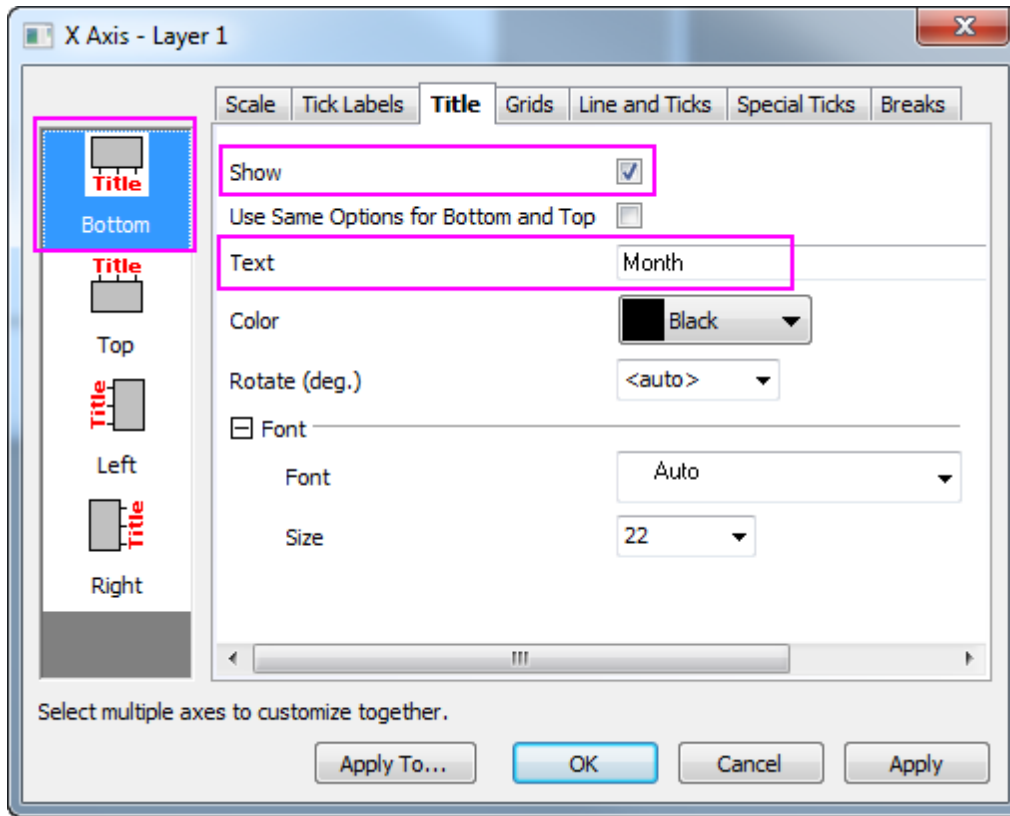 X Axis - Layer 1
Scale Tick Labels Title Grids Line and Ticks Special Ticks Breaks
Title
Bottom
Title
Top
Title
Left
Title
Right
Show
Use Same Options for Bottom and Top
Text Month
Color Black
Rotate (deg.) <auto>
Font
Font Auto
Size 22
Select multiple axes to customize together.
Apply To... OK Cancel Apply